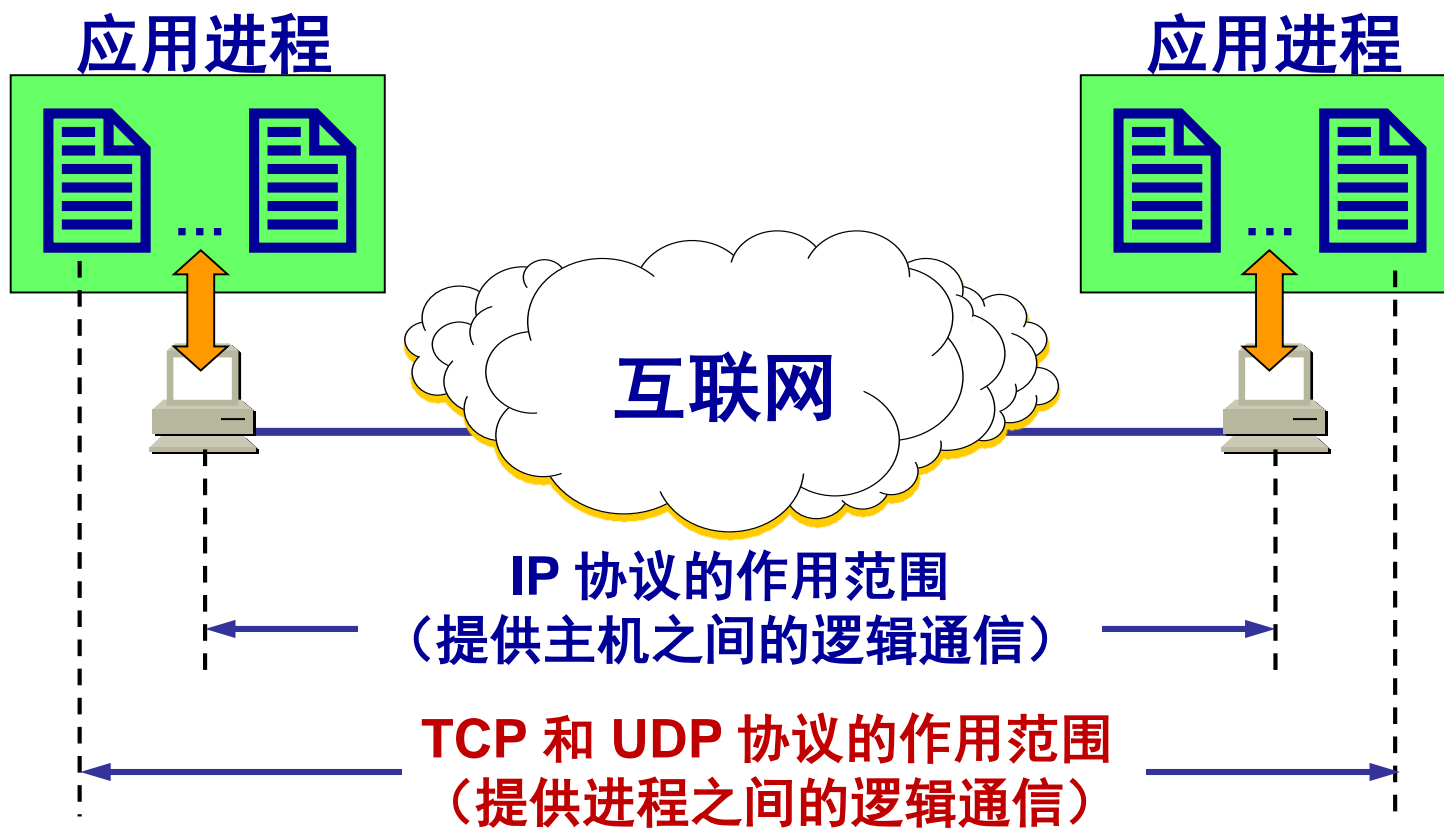 应用进程
应用进程
…
…
互联网
IP 协议的作用范围
（提供主机之间的逻辑通信）
TCP 和 UDP 协议的作用范围
（提供进程之间的逻辑通信）